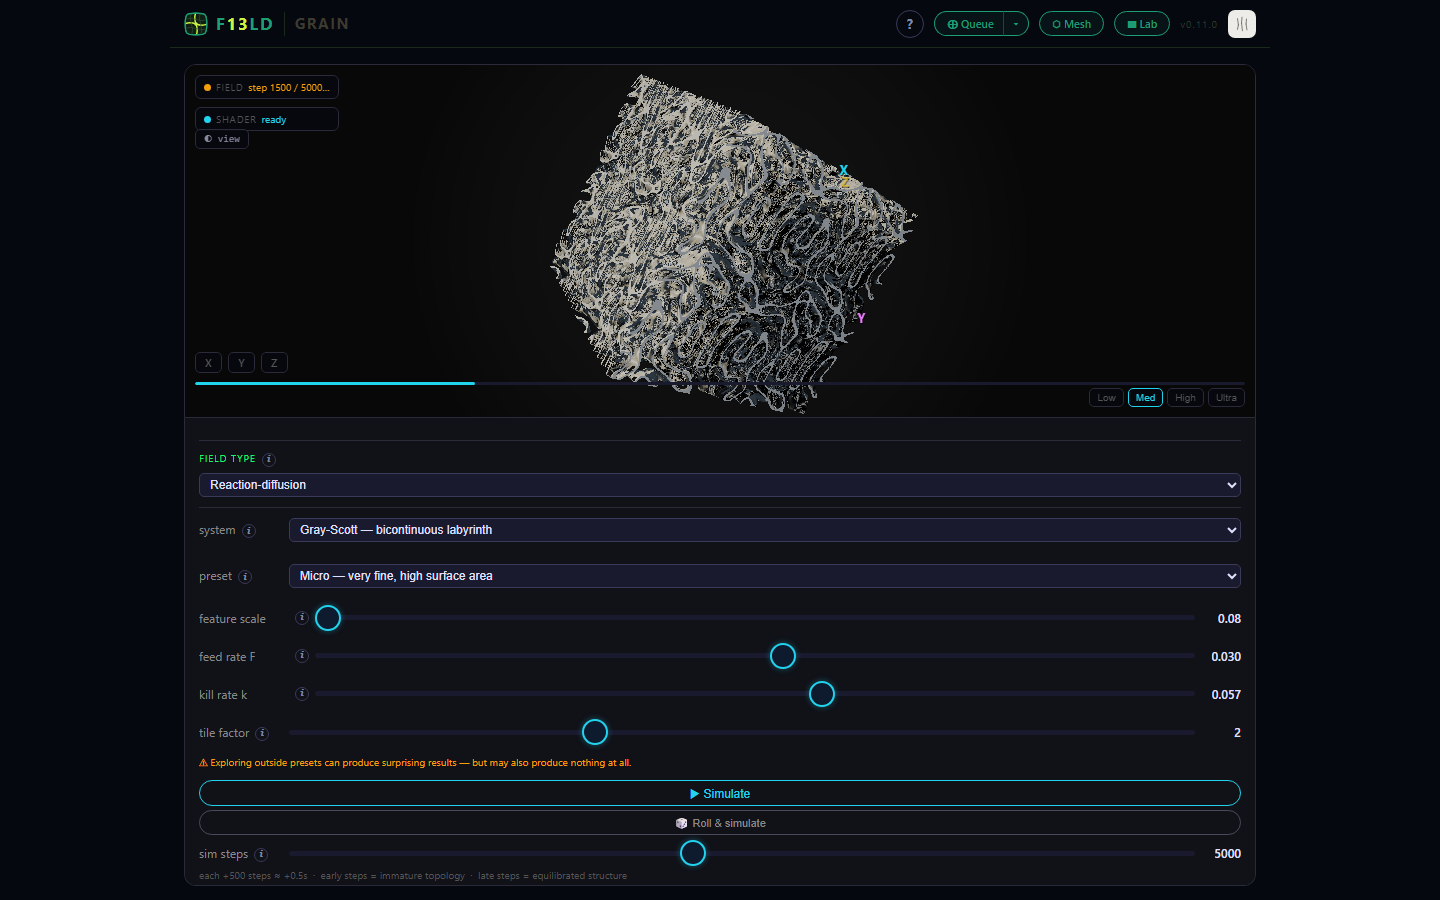 F13LD GRAIN
? Queue Mesh Lab v0.11.0
FIELD step 1500 / 5000...
SHADER ready
view
X
Z
Y
X Y Z
Low Med High Ultra
FIELD TYPE i
Reaction-diffusion
system i Gray-Scott — bicontinuous labyrinth
preset i Micro — very fine, high surface area
feature scale i 0.08
feed rate F i 0.030
kill rate k i 0.057
tile factor i 2
⚠ Exploring outside presets can produce surprising results — but may also produce nothing at all.
▶ Simulate
🎲 Roll & simulate
sim steps i 5000
each +500 steps ≈ +0.5s · early steps = immature topology · late steps = equilibrated structure